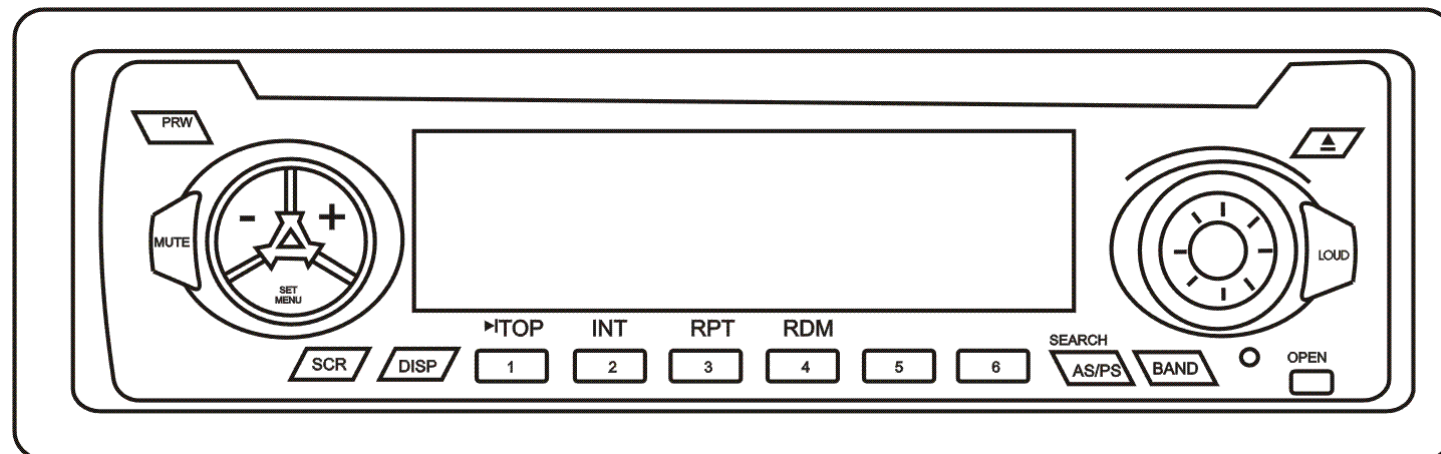 PRW
- +
MUTE
SET
MENU
LOUD
TOP INT RPT RDM
SEARCH
OPEN
SCR DISP 1 2 3 4 5 6 AS/PS BAND